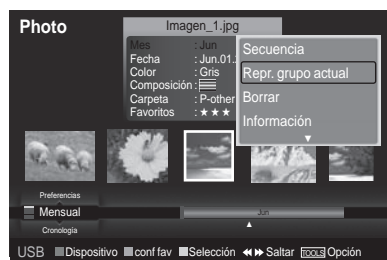 Photo
Imagen_1.jpg
Mes : Jun
Fecha : Jun.01.
Color : Gris
Composición :
Carpeta : P-other
Favoritos : ★ ★ ★
Secuencia
Repr. grupo actual
Borrar
Información
Preferencias
Mensual
Jun
Cronología
USB Dispositivo conf fav Selección Saltar TOOLS Opción